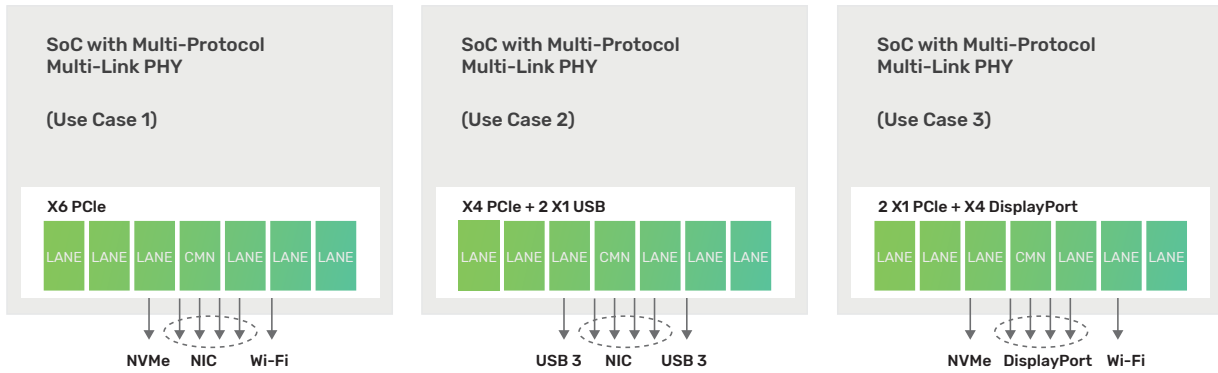 SoC with Multi-Protocol
Multi-Link PHY
(Use Case 1)
X6 PCIe
LANE LANE LANE CMN LANE LANE LANE
NVMe NIC Wi-Fi
SoC with Multi-Protocol
Multi-Link PHY
(Use Case 2)
X4 PCIe + 2 X1 USB
LANE LANE LANE CMN LANE LANE LANE
USB 3 NIC USB 3
SoC with Multi-Protocol
Multi-Link PHY
(Use Case 3)
2 X1 PCIe + X4 DisplayPort
LANE LANE LANE CMN LANE LANE LANE
NVMe DisplayPort Wi-Fi